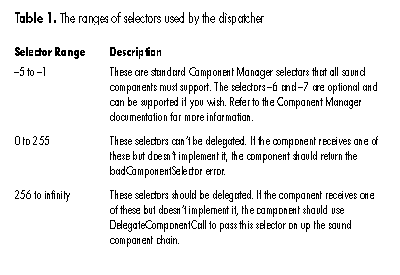 Table 1. The ranges of selectors used by the dispatcher
Selector Range Description
–5 to –1 These are standard Component Manager selectors that all sound
components must support. The selectors –6 and –7 are optional and
can be supported if you wish. Refer to the Component Manager
documentation for more information.
0 to 255 These selectors can't be delegated. If the component receives one of
these but doesn't implement it, the component should return the
badComponentSelector error.
256 to infinity These selectors should be delegated. If the component receives one
of these but doesn't implement it, the component should use
DelegateComponentCall to pass this selector on up the sound
component chain.